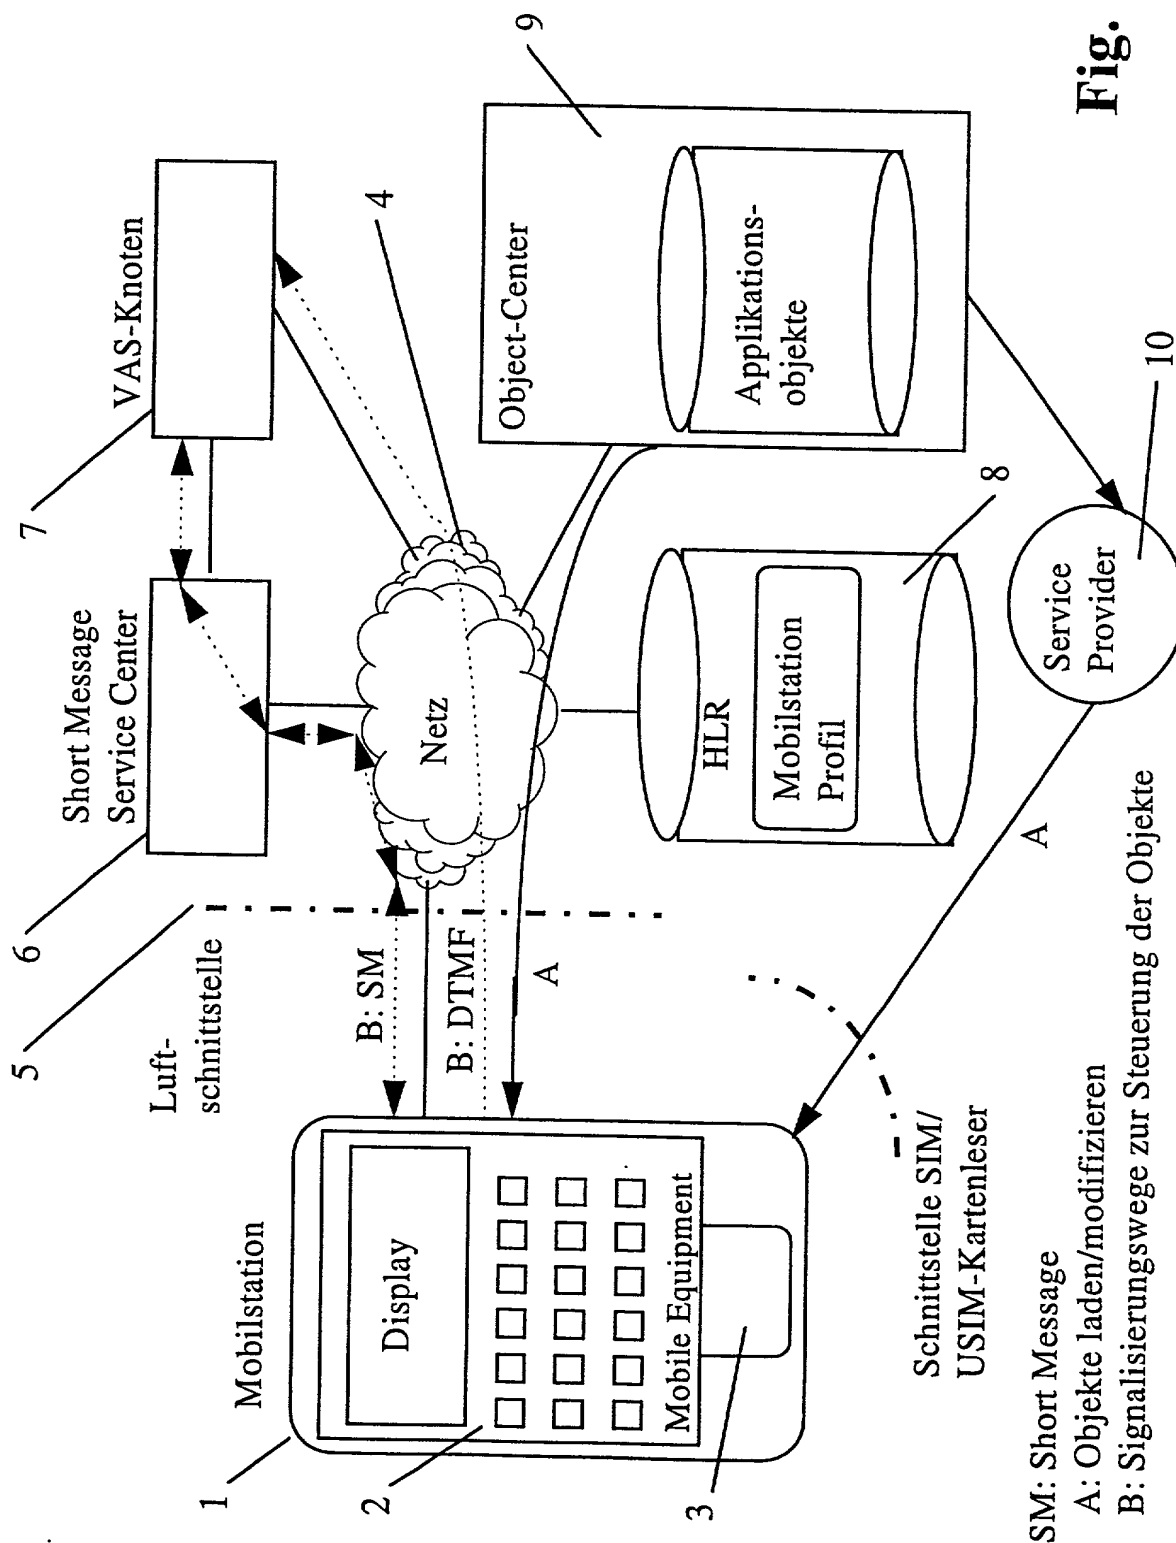 Fig.
1
Mobilstation
Display
2
Mobile Equipment
3
Schnittstelle SIM/
USIM-Kartenleser
5
Luft-
schnittstelle
B: SM
B: DTMF
A
6
Short Message
Service Center
7
VAS-Knoten
Netz
4
9
Object-Center
Applikations-
objekte
HLR
Mobilstation
Profil
8
A
Service
Provider
10
SM: Short Message
A: Objekte laden/modifizieren
B: Signalisierungswege zur Steuerung der Objekte